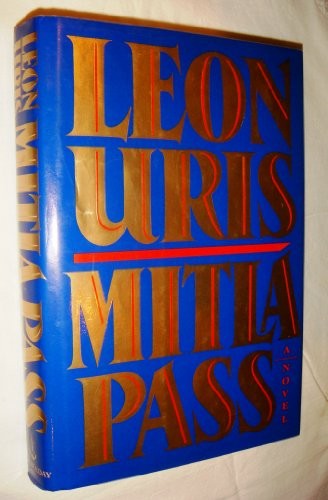 LEON
URIS
MITLA
PASS
A NOVEL
LEON
URIS
MITLA PASS